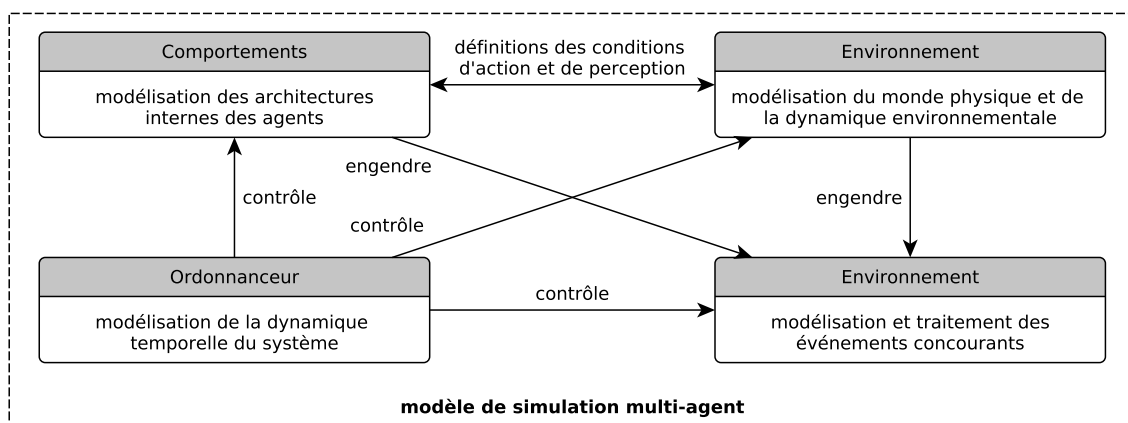 Comportements
modélisation des architectures
internes des agents
définitions des conditions
d'action et de perception
Environnement
modélisation du monde physique et de
la dynamique environnementale
engendre
contrôle
contrôle
engendre
Ordonnanceur
modélisation de la dynamique
temporelle du système
contrôle
Environnement
modélisation et traitement des
événements concourants
modèle de simulation multi-agent